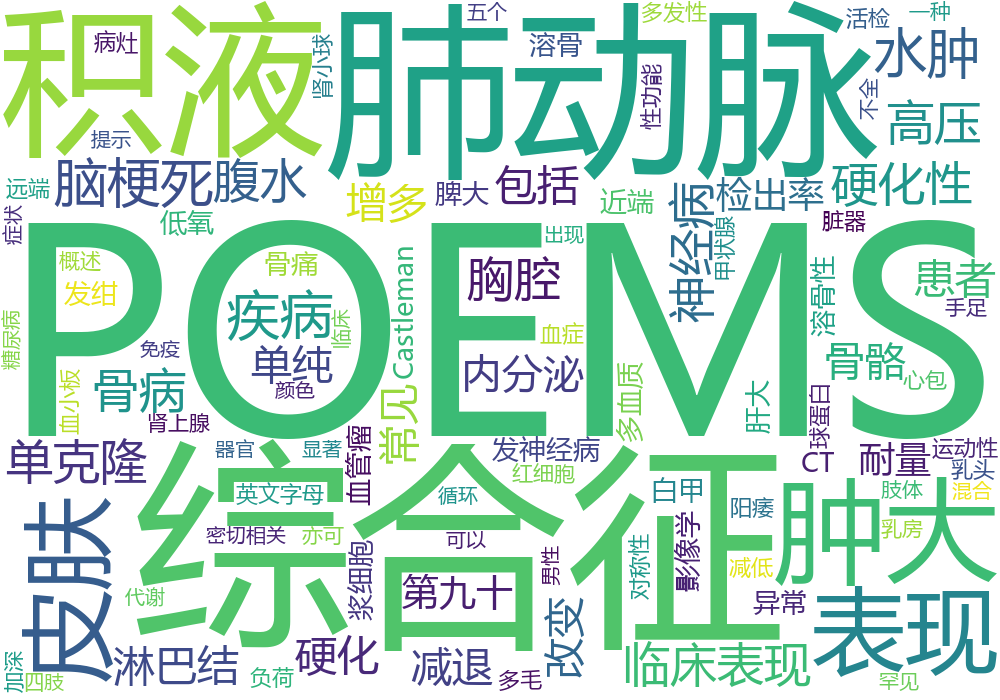 积液
肺动脉
病灶
肾小球
五个
溶骨
多发性
活检
一种
水肿
性功能
不全
高压
提示
远端
脑梗死
腹水
增多
脾大
包括
近端
神经病
检出率
硬化性
症状
低氧
甲状腺
脏器
POEMS
概述
发绀
骨痛
出现
胸腔
患者
手足
糖尿病
疾病
临床
Castleman
血症
溶骨性
免疫
单纯
内分泌
骨骼
心包
血小板
骨病
颜色
常见
多血质
肝大
球蛋白
肾上腺
单克隆
器官
显著
血管瘤
发神经病
CT
耐量
运动性
乳头
综合征
红细胞
皮肤
英文字母
循环
白甲
阳痿
肿大
肢体
混合
密切相关
亦可
可以
影像学
乳房
浆细胞
男性
对称性
减低
代谢
第九十
改变
异常
表现
加深
四肢
淋巴结
负荷
硬化
减退
多毛
临床表现
罕见